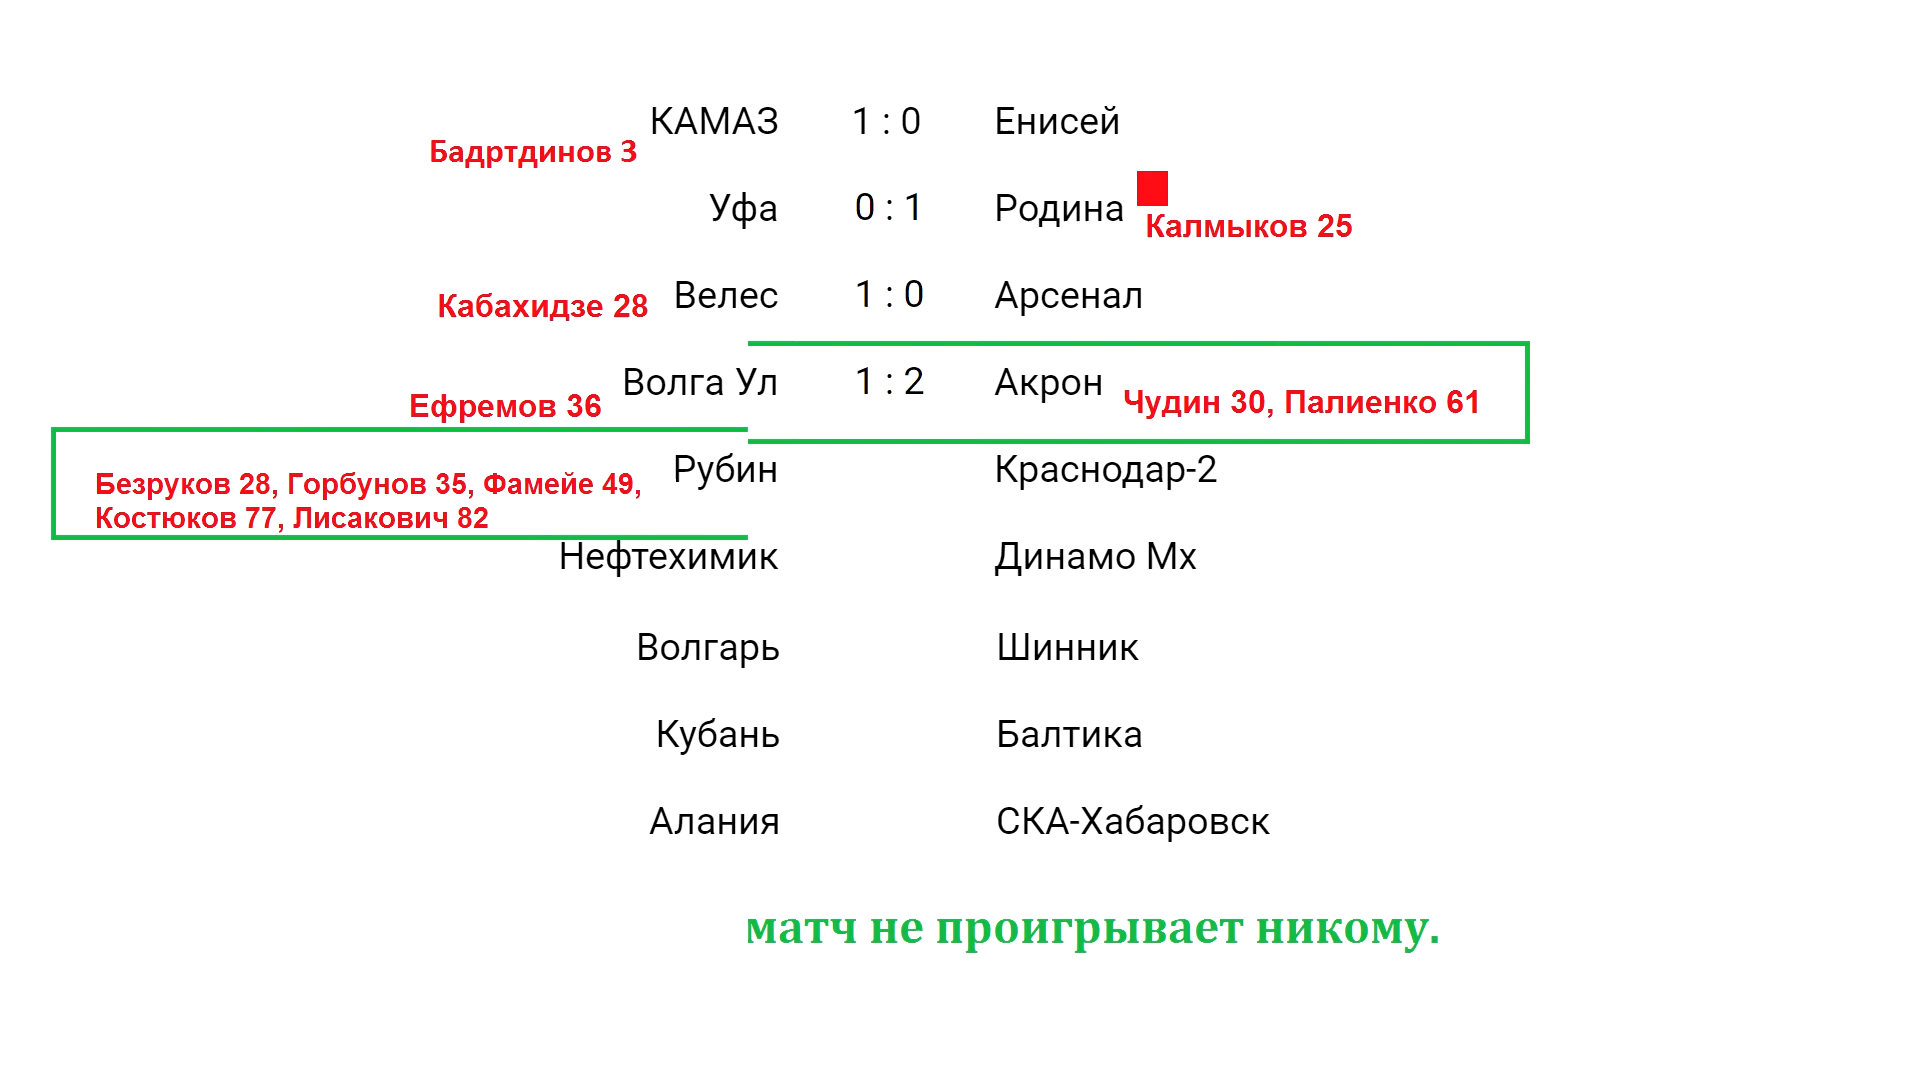 КАМАЗ 1 : 0 Енисей
Бадртдинов 3
Уфа 0 : 1 Родина
Калмыков 25
Велес 1 : 0 Арсенал
Кабахидзе 28
Волга Ул 1 : 2 Акрон
Ефремов 36 Чудин 30, Палиенко 61
Рубин Краснодар-2
Безруков 28, Горбунов 35, Фамейе 49,
Костюков 77, Лисакович 82
Нефтехимик Динамо Мх
Волгарь Шинник
Кубань Балтика
Алания СКА-Хабаровск
матч не проигрывает никому.